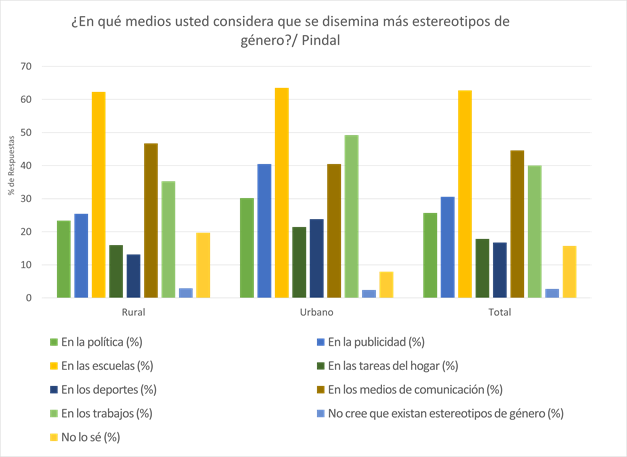 ¿En qué medios usted considera que se disemina más estereotipos de
género?/ Pindal
70
60
50
40
30
20
10
0
% de Respuestas
Rural
Urbano
Total
En la política (%)
En la publicidad (%)
En las escuelas (%)
En las tareas del hogar (%)
En los deportes (%)
En los medios de comunicación (%)
En los trabajos (%)
No cree que existan estereotipos de género (%)
No lo sé (%)